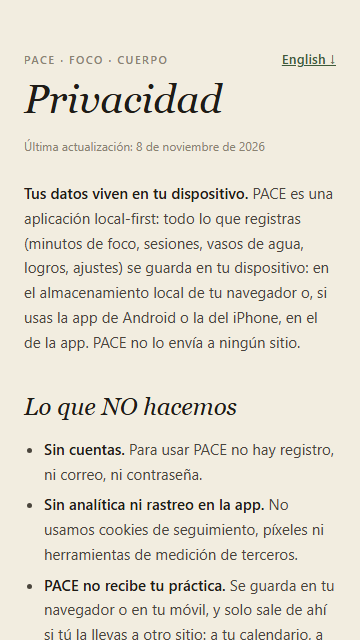 PACE · FOCO · CUERPO
English ↓
Privacidad
Última actualización: 8 de noviembre de 2026
Tus datos viven en tu dispositivo. PACE es una
aplicación local-first: todo lo que registras
(minutos de foco, sesiones, vasos de agua,
logros, ajustes) se guarda en tu dispositivo: en
el almacenamiento local de tu navegador o, si
usas la app de Android o la del iPhone, en el
de la app. PACE no lo envía a ningún sitio.
Lo que NO hacemos
• Sin cuentas. Para usar PACE no hay registro,
ni correo, ni contraseña.
• Sin analítica ni rastreo en la app. No
usamos cookies de seguimiento, píxeles ni
herramientas de medición de terceros.
• PACE no recibe tu práctica. Se guarda en tu
navegador o en tu móvil, y solo sale de ahí
si tú la llevas a otro sitio: a tu calendario, a